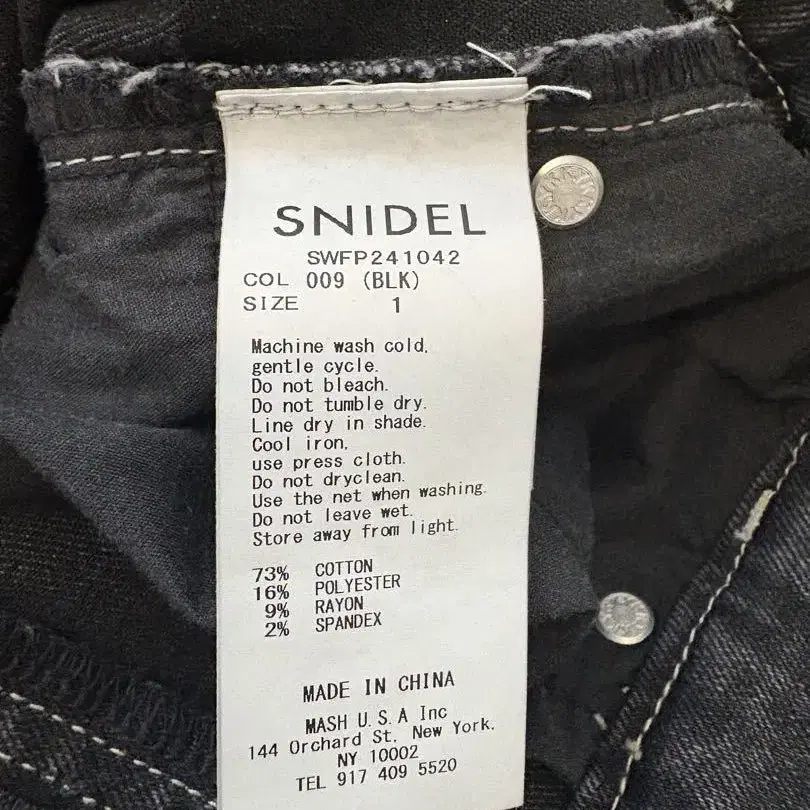 SNIDEL
SWFP241042
COL 009 (BLK)
SIZE 1
Machine wash cold,
gentle cycle.
Do not bleach.
Do not tumble dry.
Line dry in shade.
Cool iron,
use press cloth.
Do not dryclean.
Use the net when washing.
Do not leave wet.
Store away from light.
73% COTTON
16% POLYESTER
9% RAYON
2% SPANDEX
MADE IN CHINA
MASH U.S.A Inc
144 Orchard St. New York.
NY 10002
TEL 917 409 5520